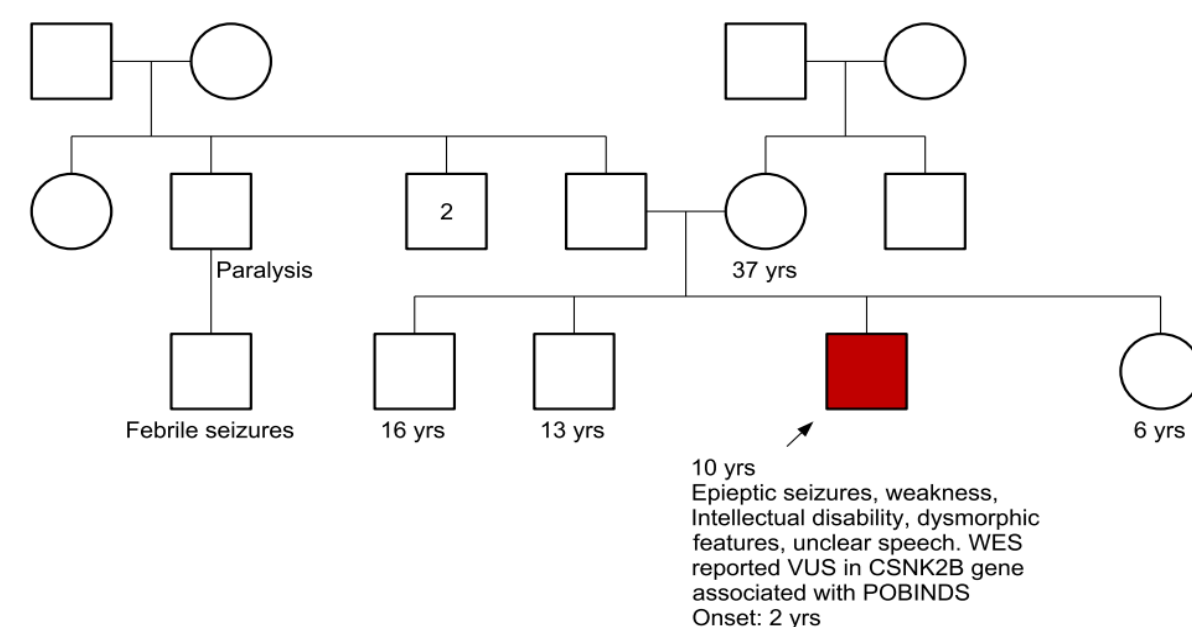 2
Paralysis
37 yrs
Febrile seizures
16 yrs
13 yrs
6 yrs
10 yrs
Epieptic seizures, weakness,
Intellectual disability, dysmorphic
features, unclear speech. WES
reported VUS in CSNK2B gene
associated with POBINDS
Onset: 2 yrs